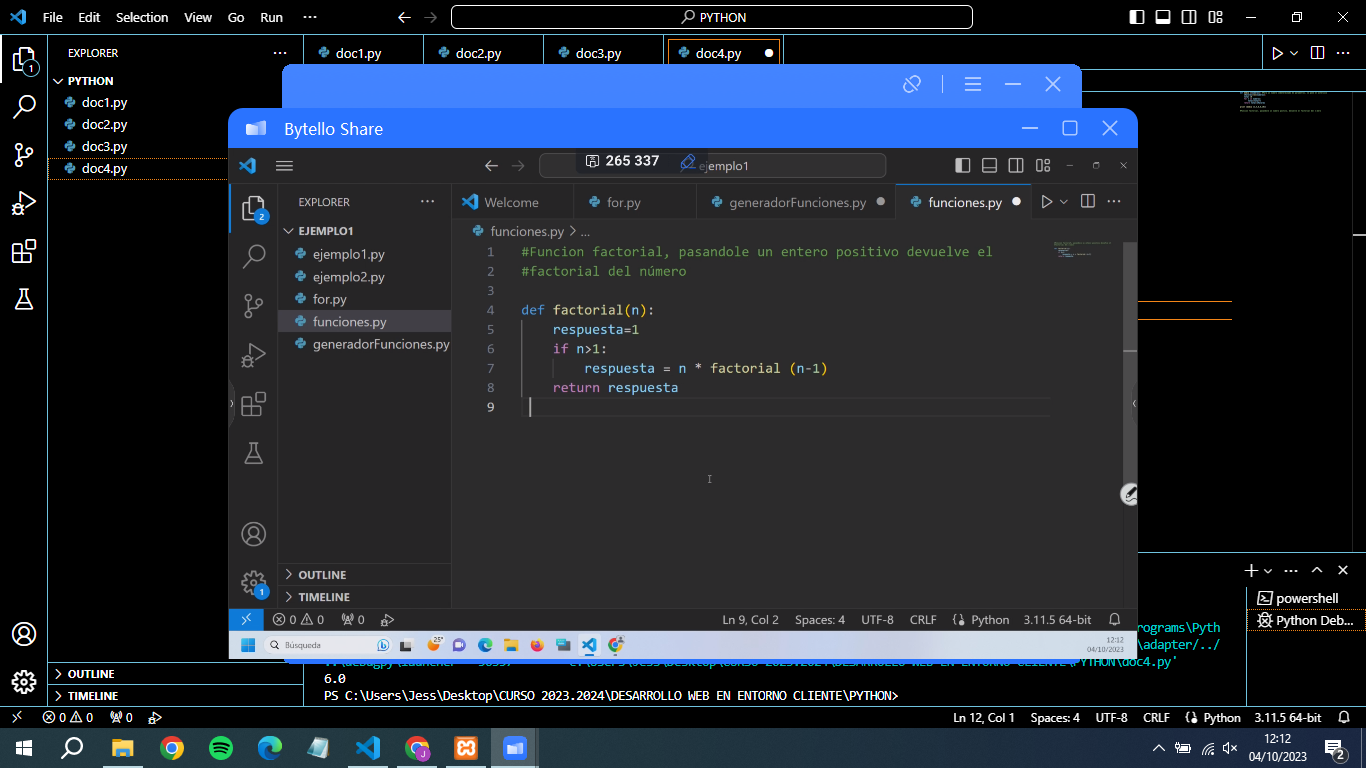 File Edit Selection View Go Run ··· PYTHON
EXPLORER ···
doc1.py doc2.py doc3.py doc4.py
PYTHON
doc1.py
doc2.py
doc3.py
doc4.py
Bytello Share
265 337
ejemplo1
EXPLORER ···
Welcome for.py generadorFunciones.py funciones.py
funciones.py > ...
EJEMPLO1
ejemplo1.py
ejemplo2.py
for.py
funciones.py
generadorFunciones.py
1 #Funcion factorial, pasandole un entero positivo devuelve el
2 #factorial del número
3
4 def factorial(n):
5 respuesta=1
6 if n>1:
7 respuesta = n * factorial (n-1)
8 return respuesta
9
OUTLINE
TIMELINE
0 0 0
Ln 9, Col 2 Spaces: 4 UTF-8 CRLF Python 3.11.5 64-bit
25°
Búsqueda
12:12
04/10/2023
powershell
Python Deb...
rograms\Pyth
adapter/../
doc4.py'
6.0
PS C:\Users\Jess\Desktop\CURSO 2023.2024\DESARROLLO WEB EN ENTORNO CLIENTE\PYTHON>
OUTLINE
TIMELINE
0 0 0
Ln 12, Col 1 Spaces: 4 UTF-8 CRLF Python 3.11.5 64-bit
12:12
04/10/2023
2